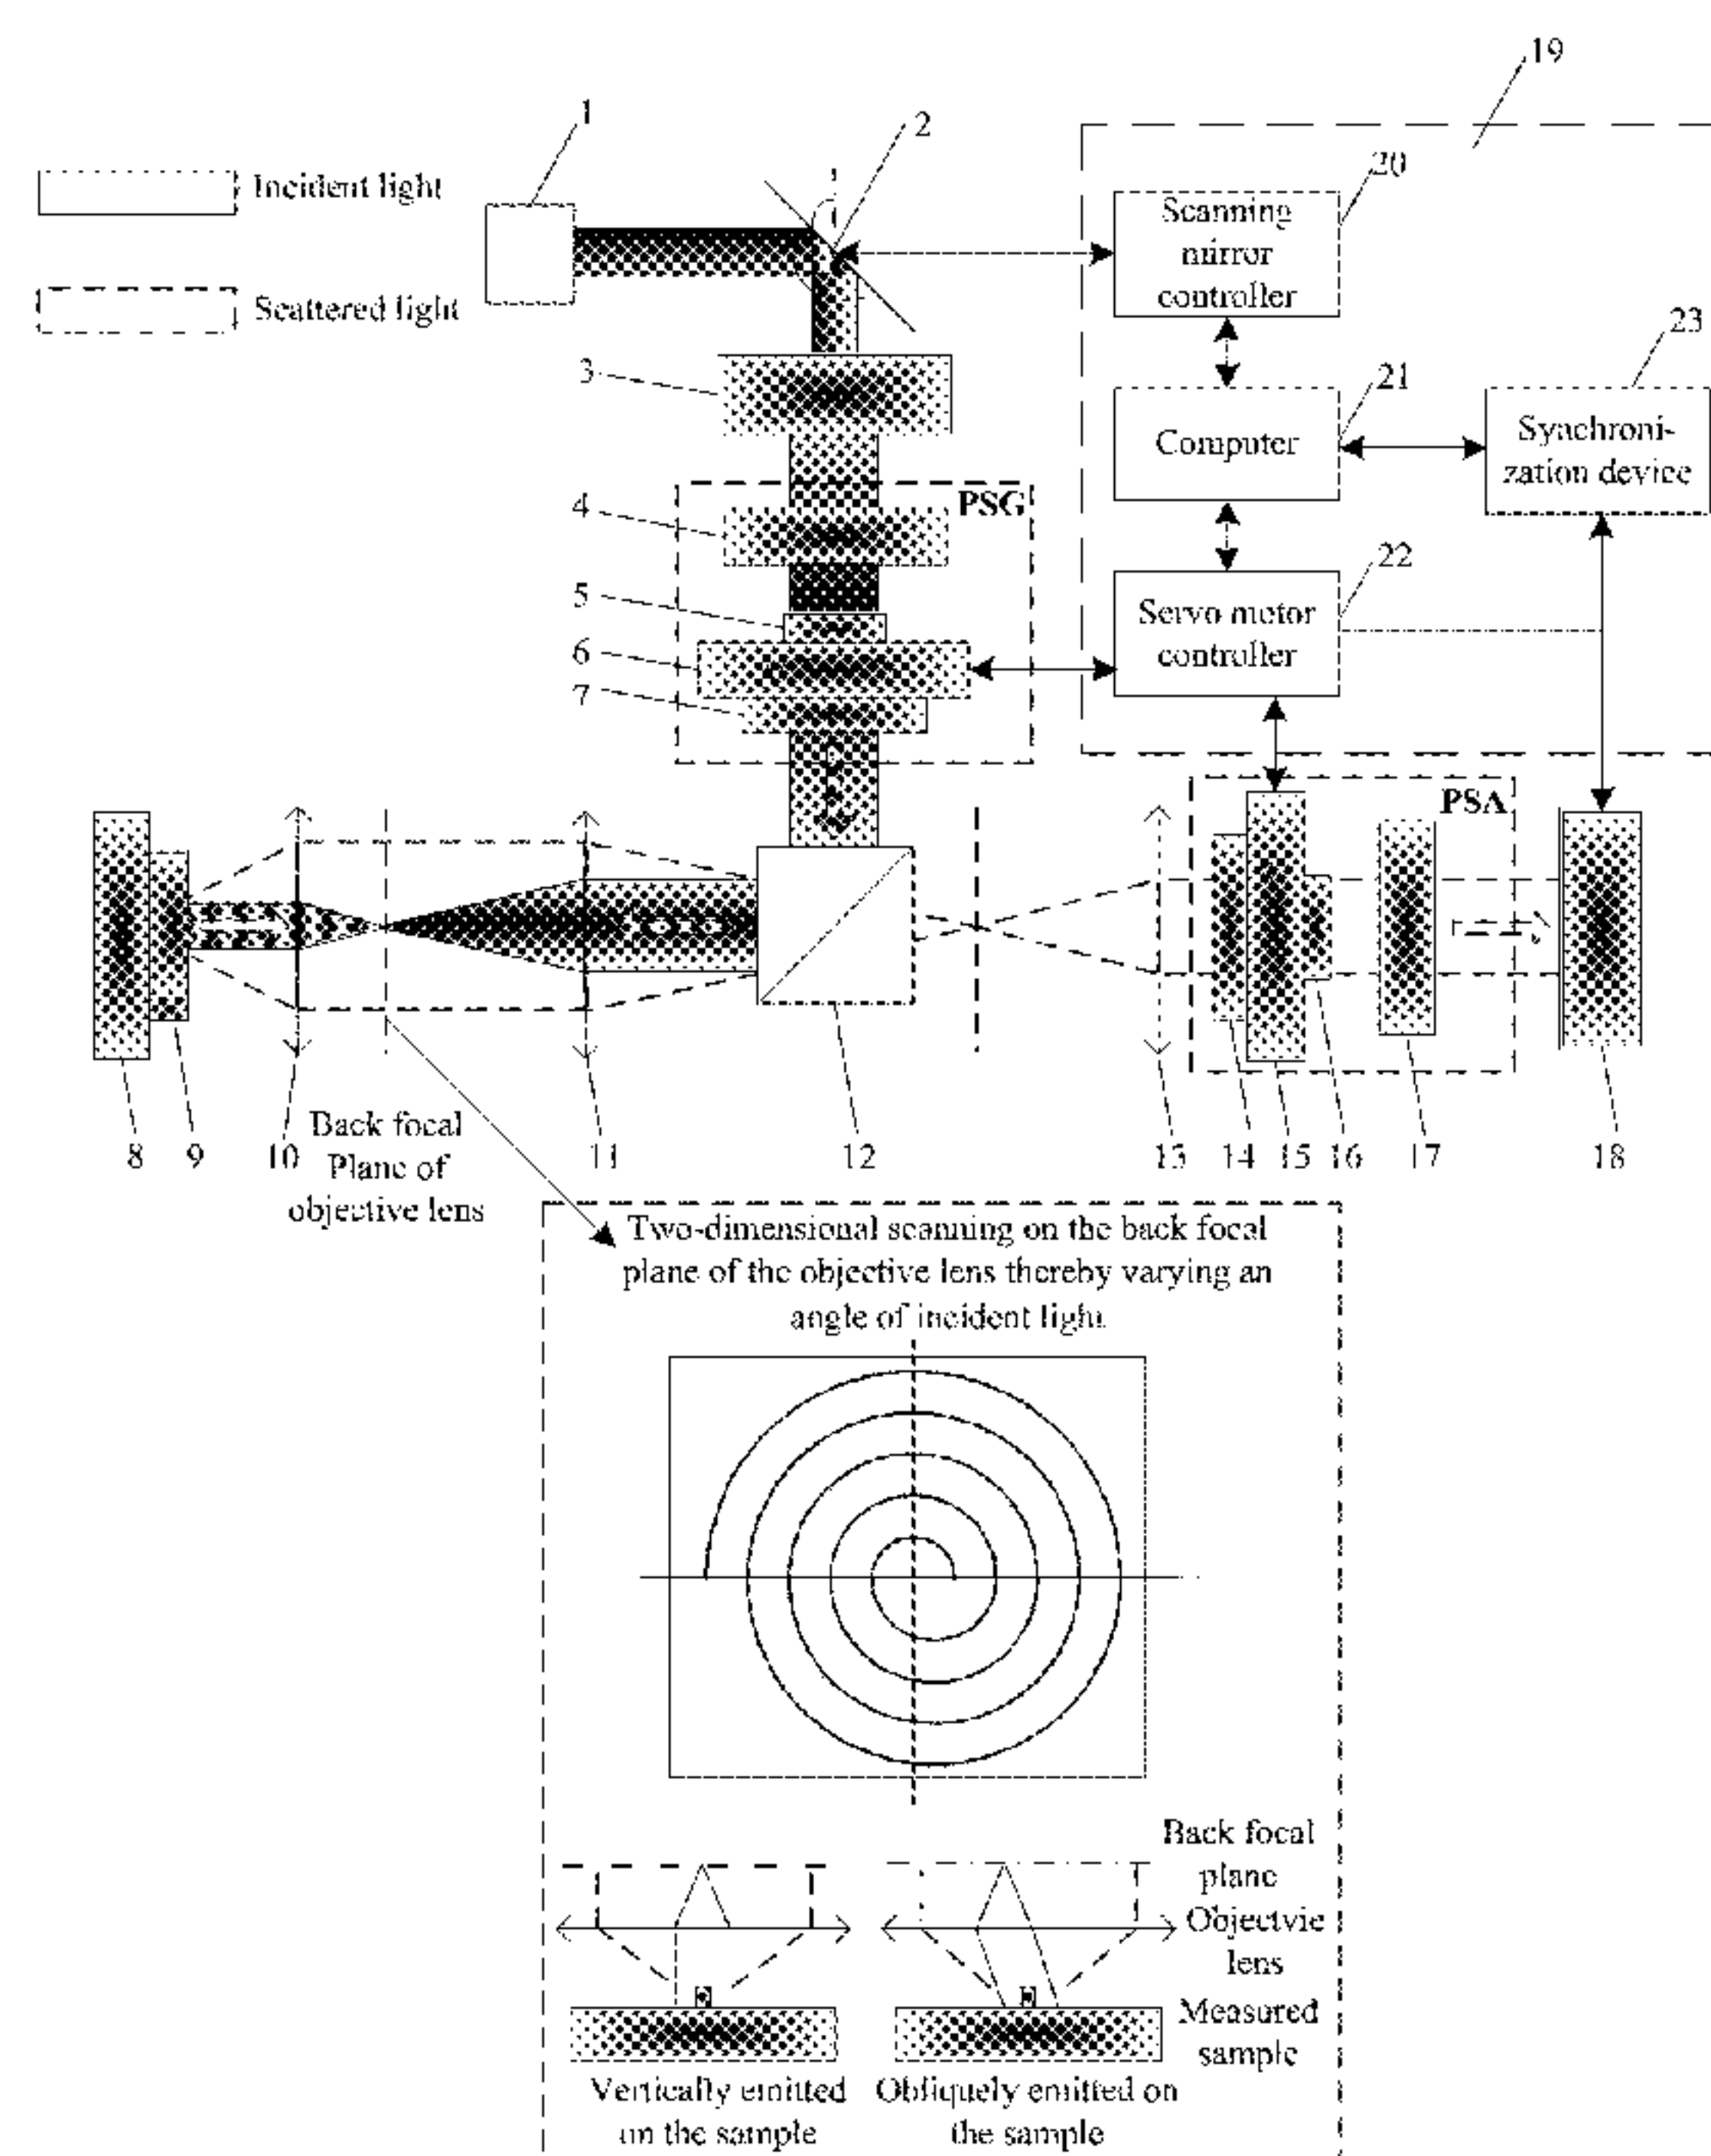 19
1
2
20
Incident light
Scanning
mirror
controller
Scattered light
23
3
21
Computer
Synchroni-
zation device
4
PSG
5
22
Servo motor
controller
6
7
PSA
8
9
10
11
12
13
14
15
16
17
18
Back focal
Plane of
objective lens
Two-dimensional scanning on the back focal
plane of the objective lens thereby varying an
angle of incident light
Back focal
plane
Objectvie
lens
Measured
sample
Vertically emitted
on the sample
Obliquely emitted on
the sample